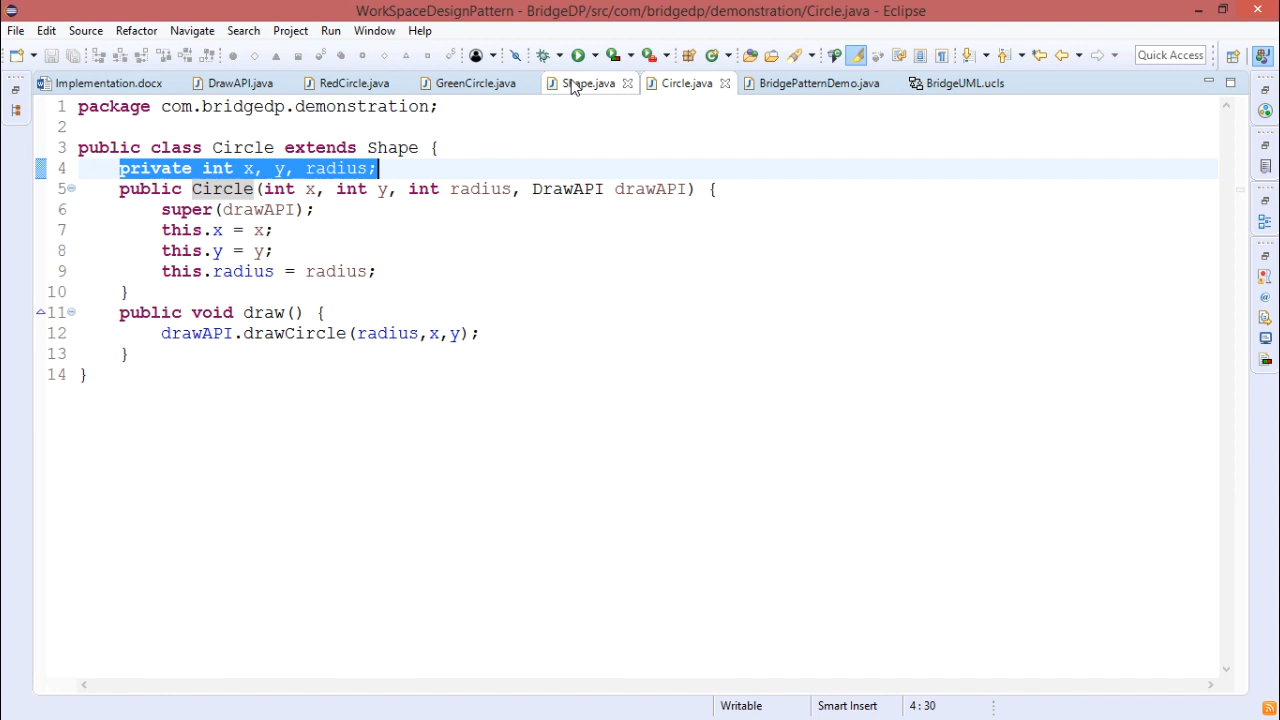 WorkSpaceDesignPattern - BridgeDP/src/com/bridgedp/demonstration/Circle.java - Eclipse
File Edit Source Refactor Navigate Search Project Run Window Help
Quick Access
Implementation.docx DrawAPI.java RedCircle.java GreenCircle.java Shape.java Circle.java BridgePatternDemo.java BridgeUML.ucls
1 package com.bridgedp.demonstration;
2
3 public class Circle extends Shape {
4 private int x, y, radius;
5 public Circle(int x, int y, int radius, DrawAPI drawAPI) {
6 super(drawAPI);
7 this.x = x;
8 this.y = y;
9 this.radius = radius;
10 }
11 public void draw() {
12 drawAPI.drawCircle(radius,x,y);
13 }
14 }
Writable Smart Insert 4 : 30